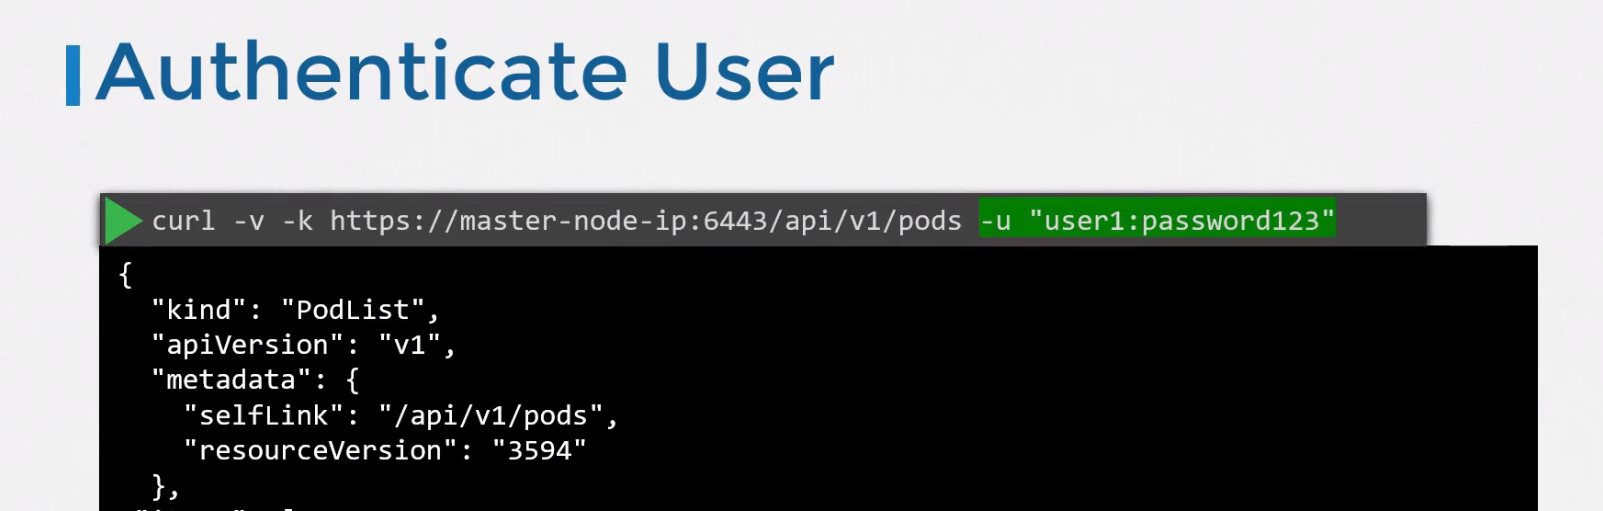 Authenticate User
curl -v -k https://master-node-ip:6443/api/v1/pods -u "user1:password123"
{
"kind": "PodList",
"apiVersion": "v1",
"metadata": {
"selfLink": "/api/v1/pods",
"resourceVersion": "3594"
},